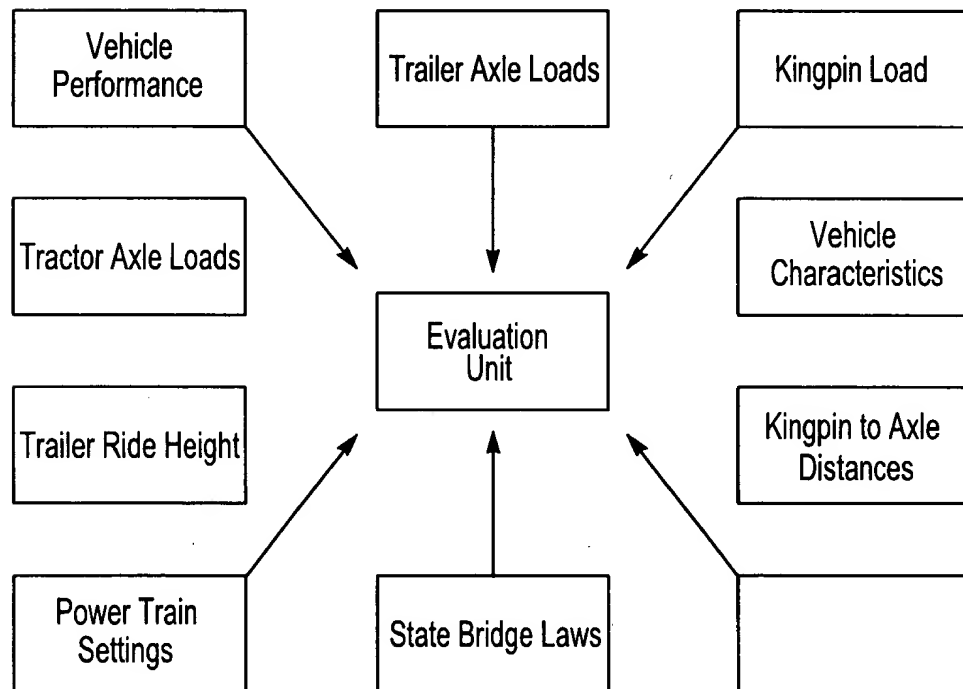 Vehicle
Performance
Trailer Axle Loads
Kingpin Load
Tractor Axle Loads
Vehicle
Characteristics
Evaluation
Unit
Trailer Ride Height
Kingpin to Axle
Distances
Power Train
Settings
State Bridge Laws